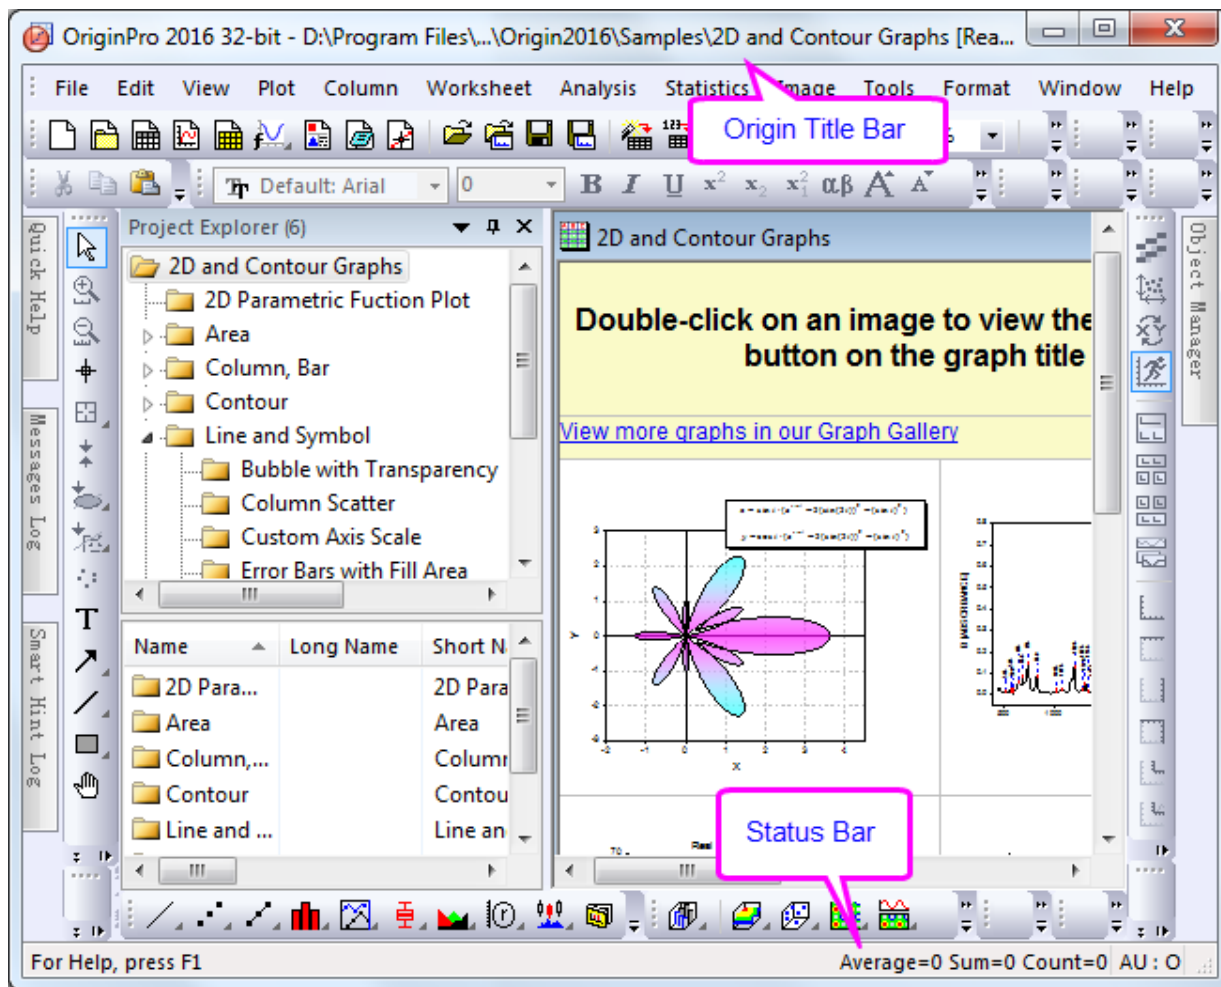 OriginPro 2016 32-bit - D:\Program Files\...\Origin2016\Samples\2D and Contour Graphs [Rea...
File Edit View Plot Column Worksheet Analysis Statistics Image Tools Format Window Help
Origin Title Bar
Default: Arial 0 B I U x² x₂ αβ A A
Quick Help
Messages Log
Smart Hint Log
Project Explorer (6)
2D and Contour Graphs
2D Parametric Fuction Plot
Area
Column, Bar
Contour
Line and Symbol
Bubble with Transparency
Column Scatter
Custom Axis Scale
Error Bars with Fill Area
Name Long Name Short N
2D Para... 2D Para
Area Area
Column,... Colum
Contour Contou
Line and ... Line an
T
2D and Contour Graphs
Double-click on an image to view the
button on the graph title
View more graphs in our Graph Gallery
Y
X
Object Manager
Status Bar
For Help, press F1 Average=0 Sum=0 Count=0 AU : O